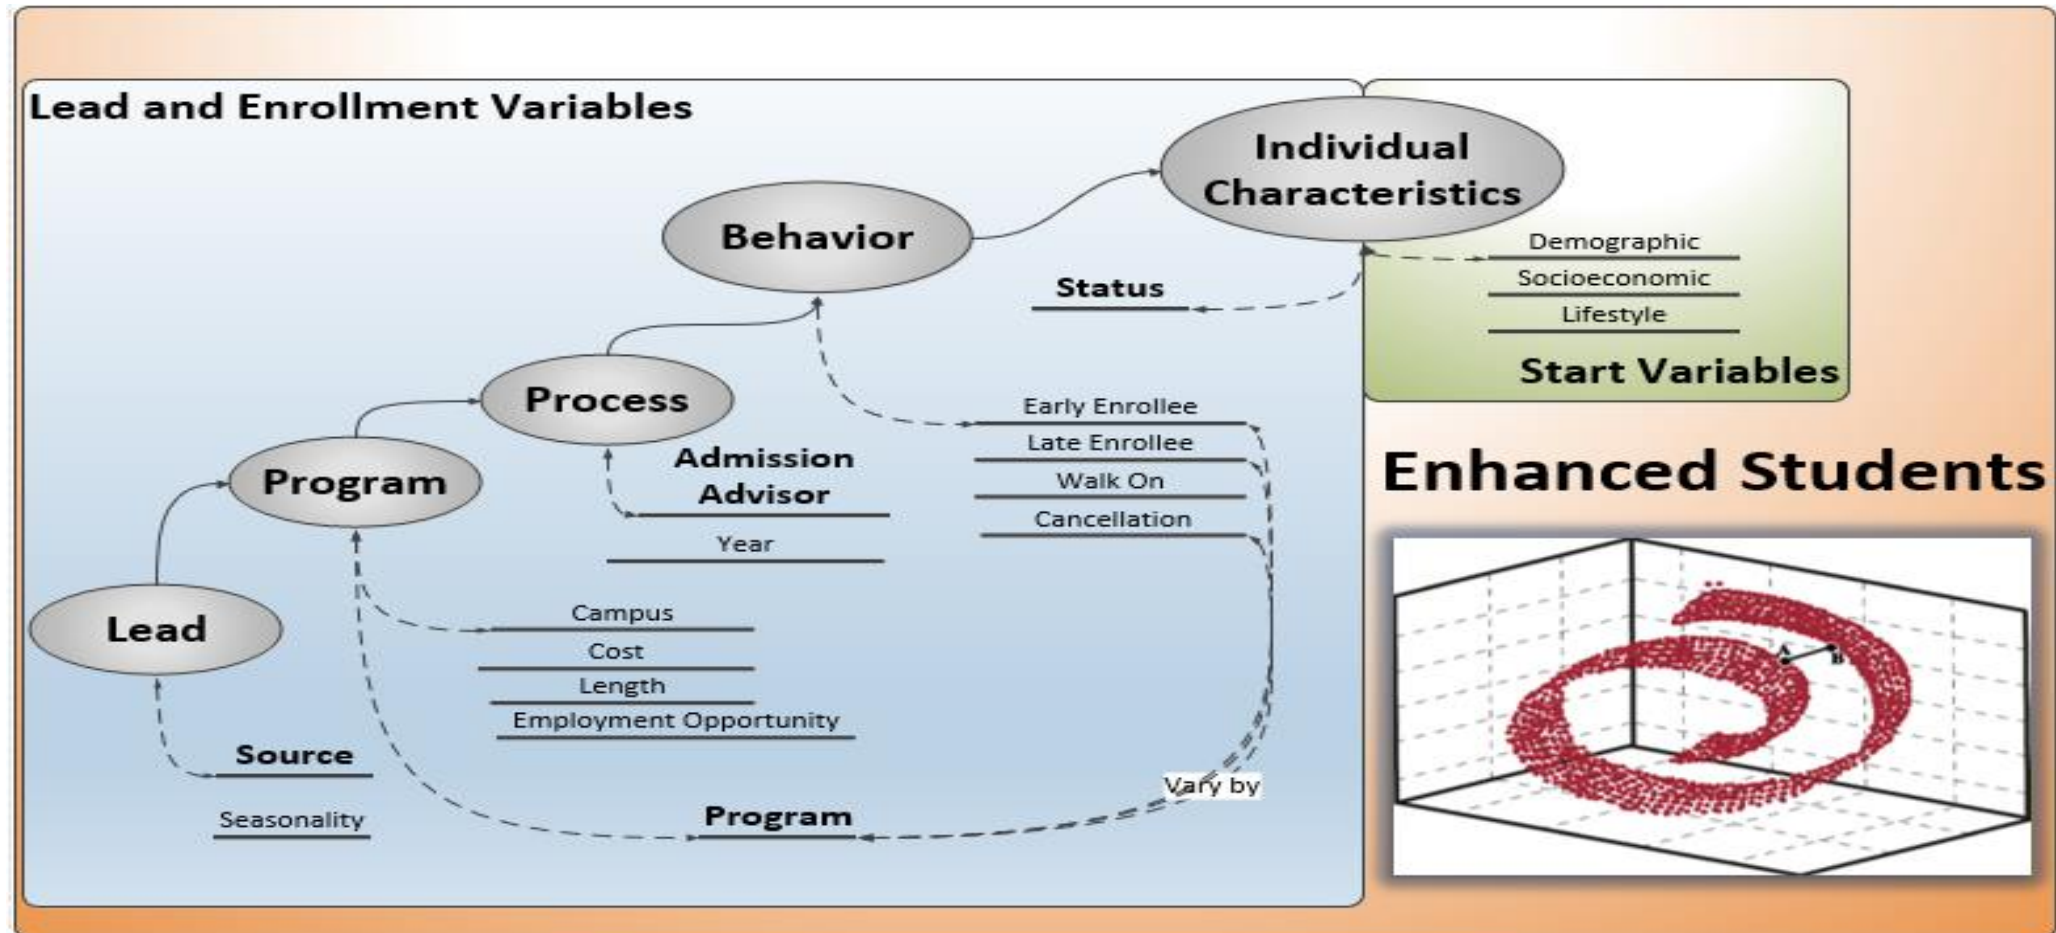 Lead and Enrollment Variables
Individual
Characteristics
Behavior
Demographic
Socioeconomic
Lifestyle
Start Variables
Status
Process
Early Enrollee
Late Enrollee
Walk On
Cancellation
Admission
Advisor
Year
Program
Enhanced Students
Lead
Campus
Cost
Length
Employment Opportunity
Source
Seasonality
Program
Vary by
A
B